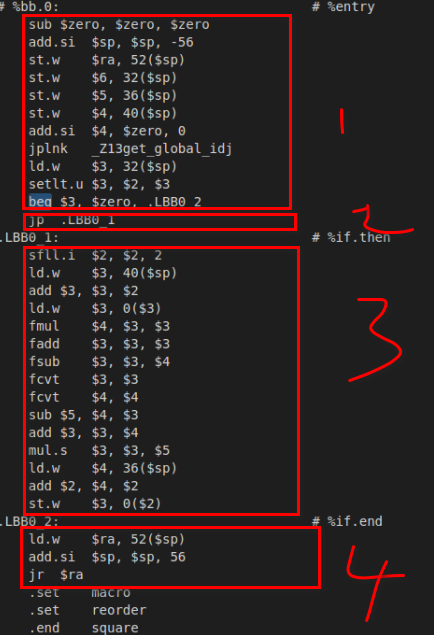 # %bb.0: # %entry
sub $zero, $zero, $zero
add.si $sp, $sp, -56
st.w $ra, 52($sp)
st.w $6, 32($sp)
st.w $5, 36($sp)
st.w $4, 40($sp)
add.si $4, $zero, 0
jplnk _Z13get_global_idj
ld.w $3, 32($sp)
setlt.u $3, $2, $3
beq $3, $zero, .LBB0_2
1
jp .LBB0_1
2
.LBB0_1: # %if.then
sfll.i $2, $2, 2
ld.w $3, 40($sp)
add $3, $3, $2
ld.w $3, 0($3)
fmul $4, $3, $3
fadd $3, $3, $3
fsub $3, $3, $4
fcvt $3, $3
fcvt $4, $4
sub $5, $4, $3
add $3, $3, $4
mul.s $3, $3, $5
ld.w $4, 36($sp)
add $2, $4, $2
st.w $3, 0($2)
3
.LBB0_2: # %if.end
ld.w $ra, 52($sp)
add.si $sp, $sp, 56
jr $ra
4
.set macro
.set reorder
.end square